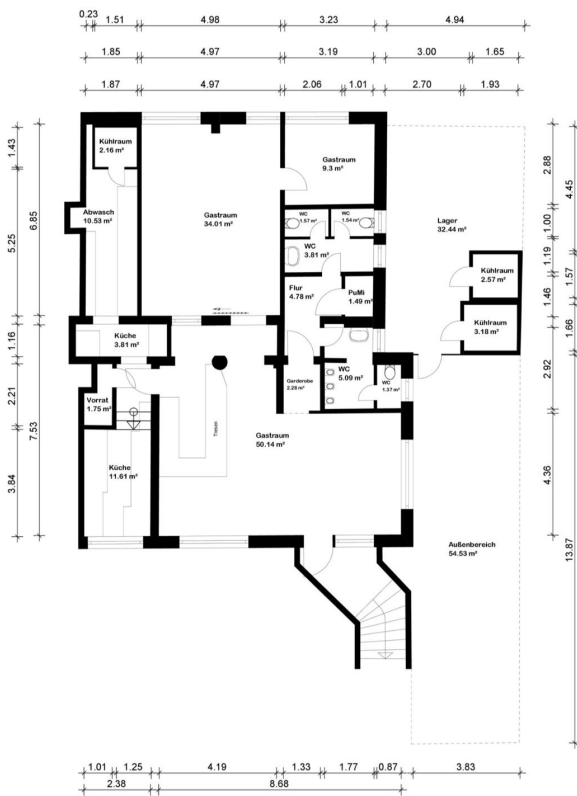 0.23 1.51 4.98 3.23 4.94
1.85 4.97 3.19 3.00 1.65
1.87 4.97 2.06 1.01 2.70 1.93
1.43
5.25
1.16
2.21
3.84
6.85
7.53
Kühlraum
2.16 m²
Abwasch
10.53 m²
Gastraum
34.01 m²
Gastraum
9.3 m²
WC
1.57 m²
WC
1.54 m²
WC
3.81 m²
Flur
4.78 m²
PuMi
1.49 m²
Lager
32.44 m²
Kühlraum
2.57 m²
Kühlraum
3.18 m²
Küche
3.81 m²
Vorrat
1.75 m²
Küche
11.61 m²
Tresen
Garderobe
2.28 m²
WC
5.09 m²
WC
1.37 m²
Gastraum
50.14 m²
Außenbereich
54.53 m²
2.88
1.00
1.19
1.46
2.92
4.36
4.45
1.57
1.66
13.87
1.01 1.25 4.19 1.33 1.77 0.87 3.83
2.38 8.68